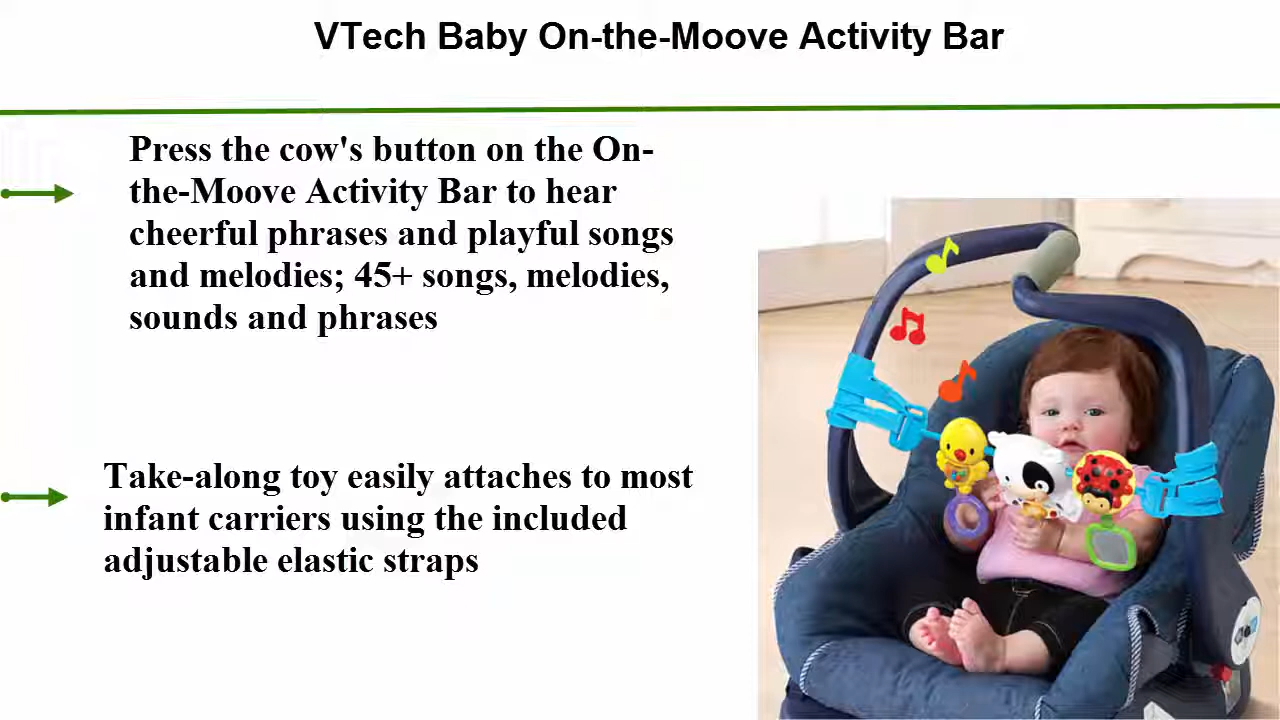 VTech Baby On-the-Moove Activity Bar
Press the cow's button on the On-
the-Moove Activity Bar to hear
cheerful phrases and playful songs
and melodies; 45+ songs, melodies,
sounds and phrases
Take-along toy easily attaches to most
infant carriers using the included
adjustable elastic straps